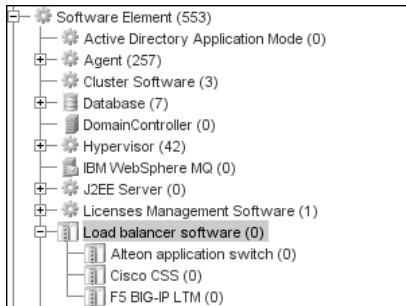 Software Element (553)
Active Directory Application Mode (0)
Agent (257)
Cluster Software (3)
Database (7)
DomainController (0)
Hypervisor (42)
IBM WebSphere MQ (0)
J2EE Server (0)
Licenses Management Software (1)
Load balancer software (0)
Alteon application switch (0)
Cisco CSS (0)
F5 BIG-IP LTM (0)